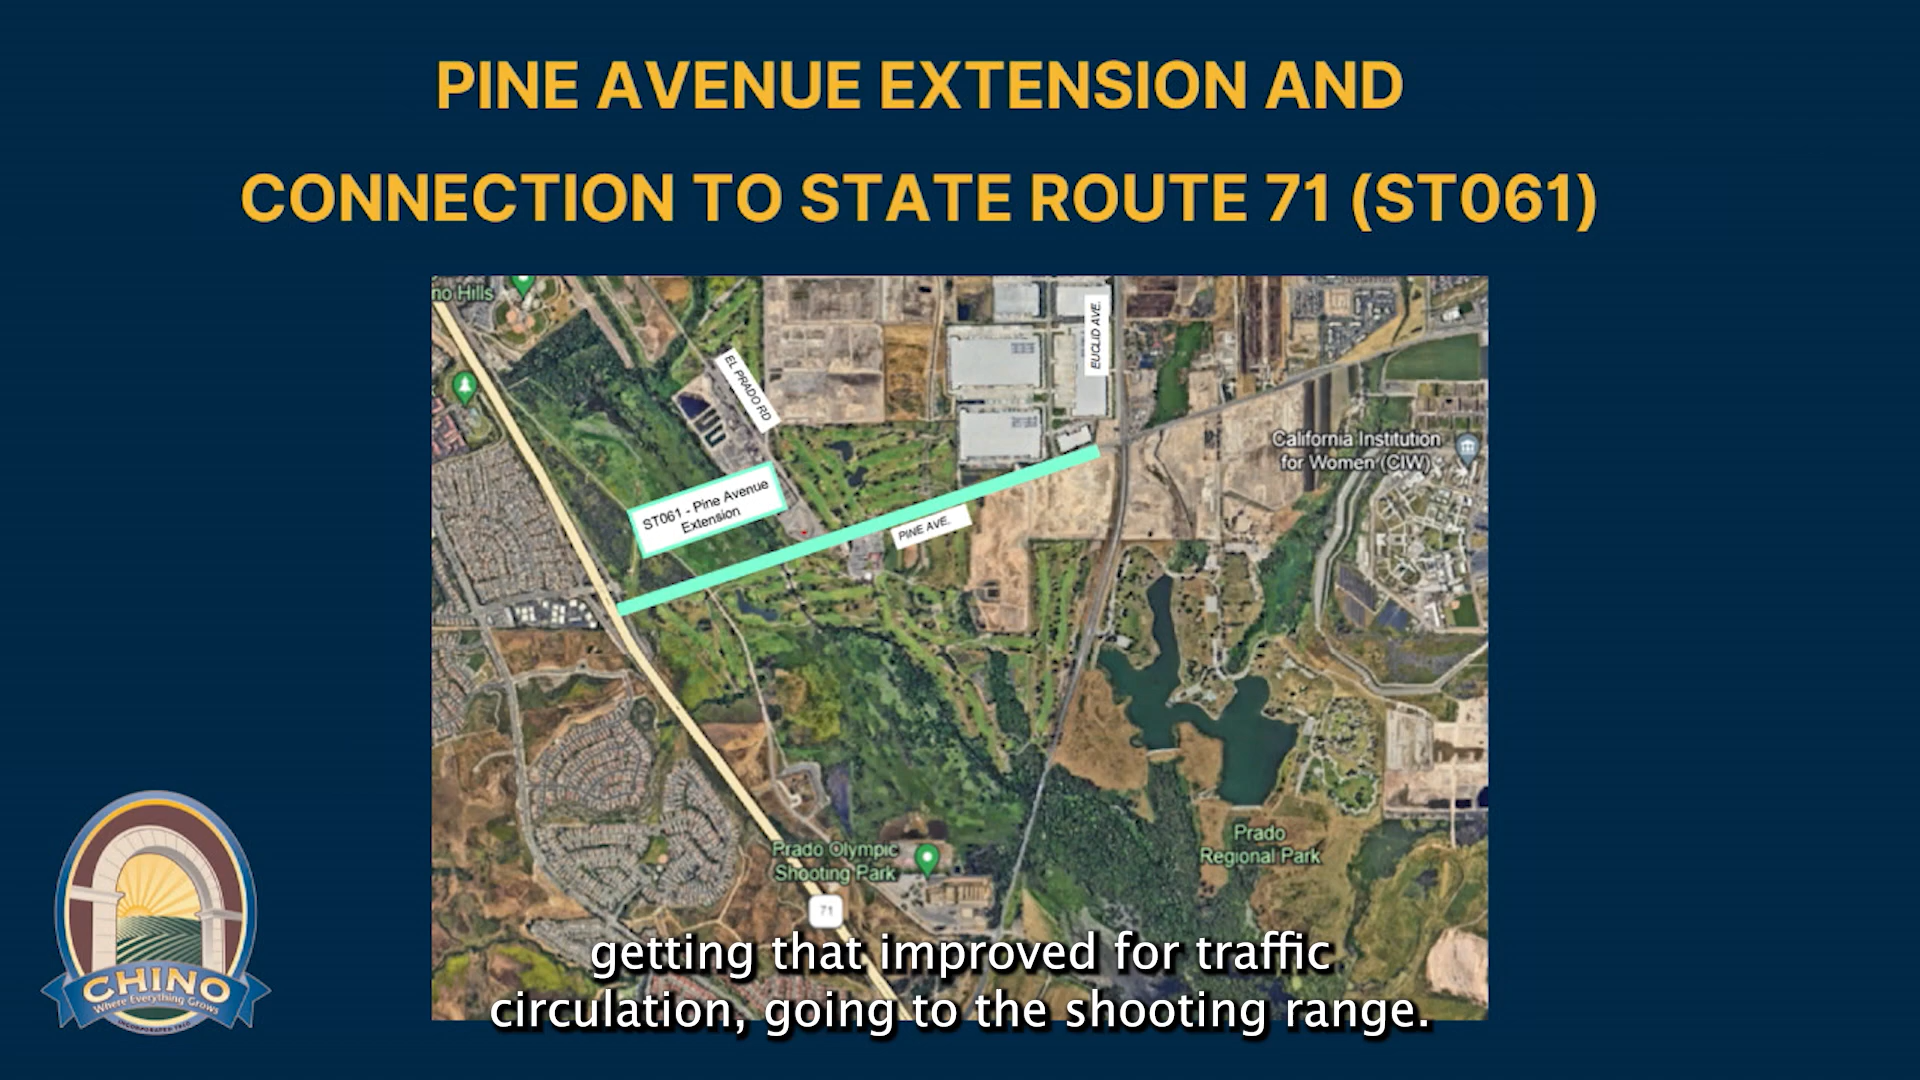 PINE AVENUE EXTENSION AND
CONNECTION TO STATE ROUTE 71 (ST061)
no Hills
EL PRADO RD
EUCLID AVE.
California Institution
for Women (CIW)
ST061 - Pine Avenue
Extension
PINE AVE.
Prado
Regional Park
Prado Olympic
Shooting Park
71
getting that improved for traffic
circulation, going to the shooting range.
CHINO
Where Everything Grows
INCORPORATED 1910